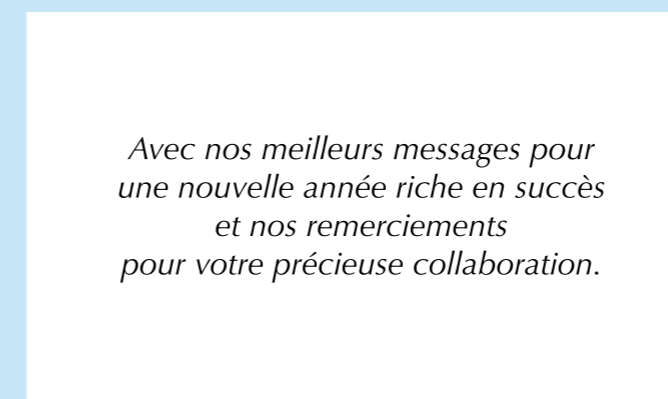 Avec nos meilleurs messages pour
une nouvelle année riche en succès
et nos remerciements
pour votre précieuse collaboration.